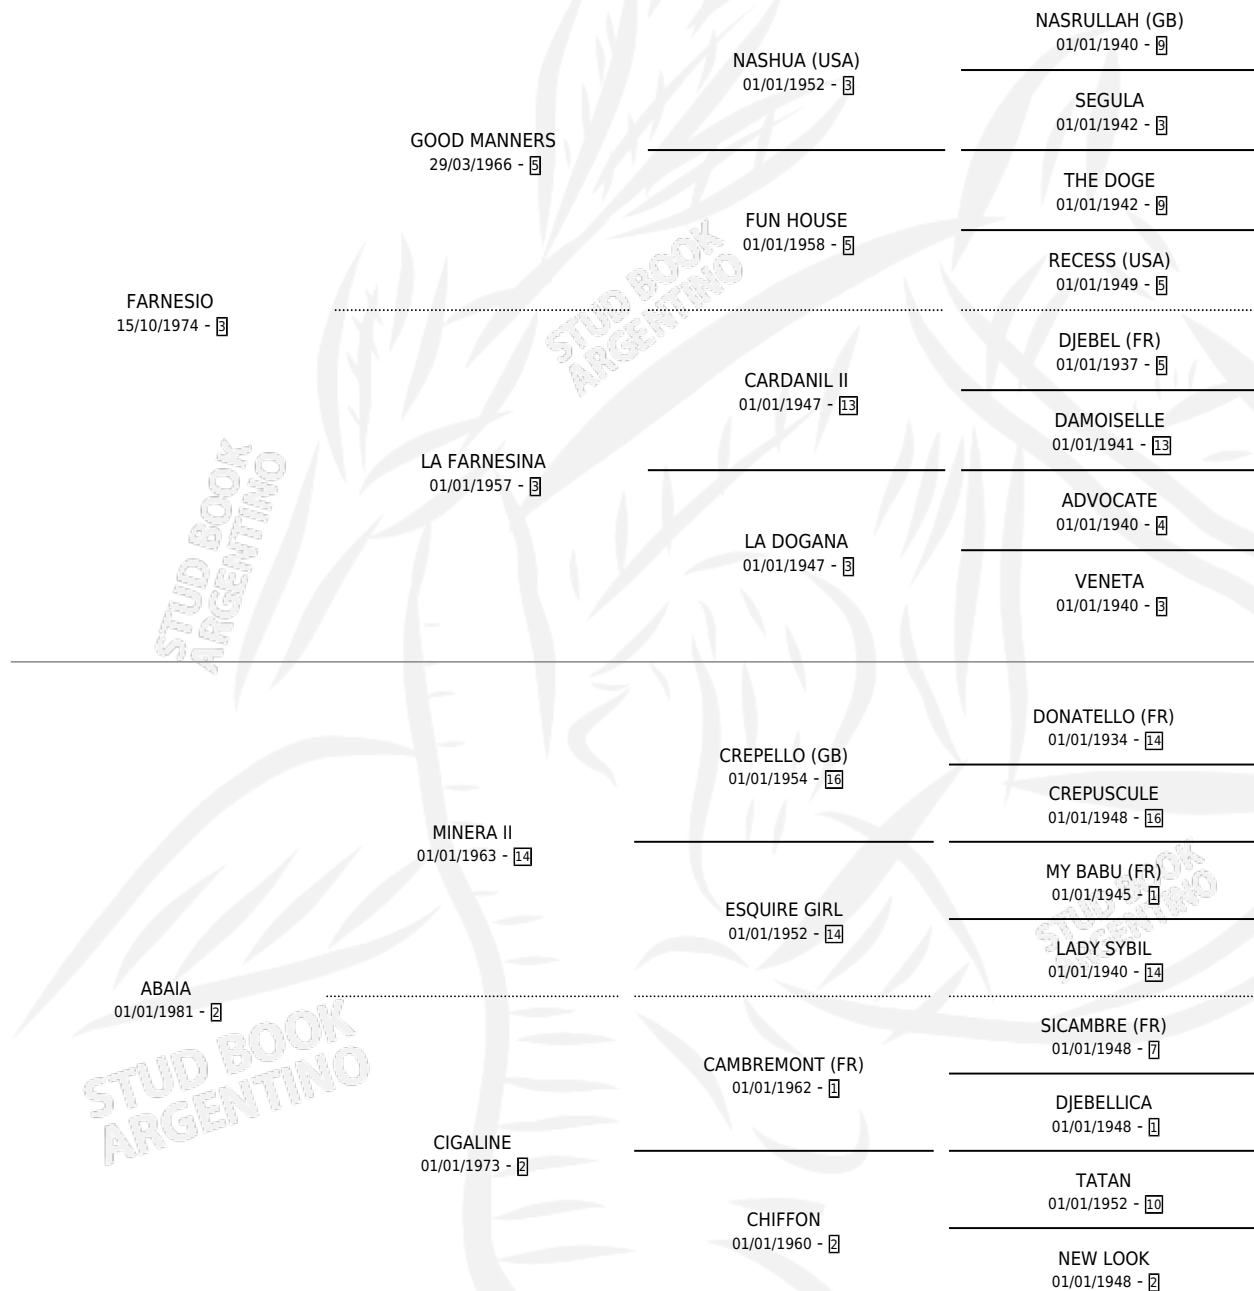 NASRULLAH (GB)
01/01/1940 - 9
NASHUA (USA)
01/01/1952 - 3
SEGULA
01/01/1942 - 3
GOOD MANNERS
29/03/1966 - 5
THE DOGE
01/01/1942 - 9
FUN HOUSE
01/01/1958 - 5
RECESS (USA)
01/01/1949 - 5
STUD BOOK
ARGENTINO
FARNESIO
15/10/1974 - 3
DJEBEL (FR)
01/01/1937 - 5
CARDANIL II
01/01/1947 - 13
DAMOISELLE
01/01/1941 - 13
LA FARNESINA
01/01/1957 - 3
ADVOCATE
01/01/1940 - 4
LA DOGANA
01/01/1947 - 3
VENETA
01/01/1940 - 3
STUD BOOK
ARGENTINO
DONATELLO (FR)
01/01/1934 - 14
CREPELLO (GB)
01/01/1954 - 16
CREPUSCULE
01/01/1948 - 16
MINERA II
01/01/1963 - 14
MY BABU (FR)
01/01/1945 - 1
ESQUIRE GIRL
01/01/1952 - 14
LADY SYBIL
01/01/1940 - 14
STUD BOOK
ARGENTINO
ABAIA
01/01/1981 - 2
SICAMBRE (FR)
01/01/1948 - 7
CAMBREMONT (FR)
01/01/1962 - 1
DJEBELLICA
01/01/1948 - 1
CIGALINE
01/01/1973 - 2
TATAN
01/01/1952 - 10
CHIFFON
01/01/1960 - 2
NEW LOOK
01/01/1948 - 2
STUD BOOK
ARGENTINO